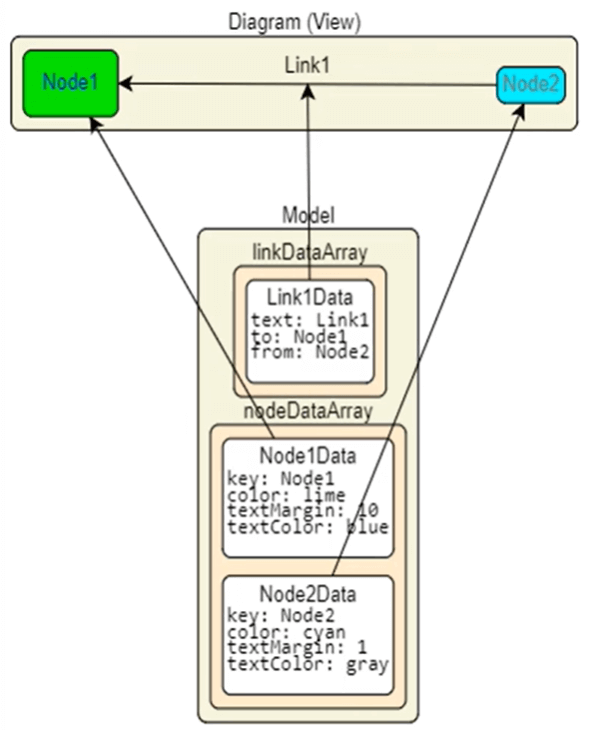 Diagram (View)
Node1
Link1
Node2
Model
linkDataArray
Link1Data
text: Link1
to: Node1
from: Node2
nodeDataArray
Node1Data
key: Node1
color: lime
textMargin: 10
textColor: blue
Node2Data
key: Node2
color: cyan
textMargin: 1
textColor: gray